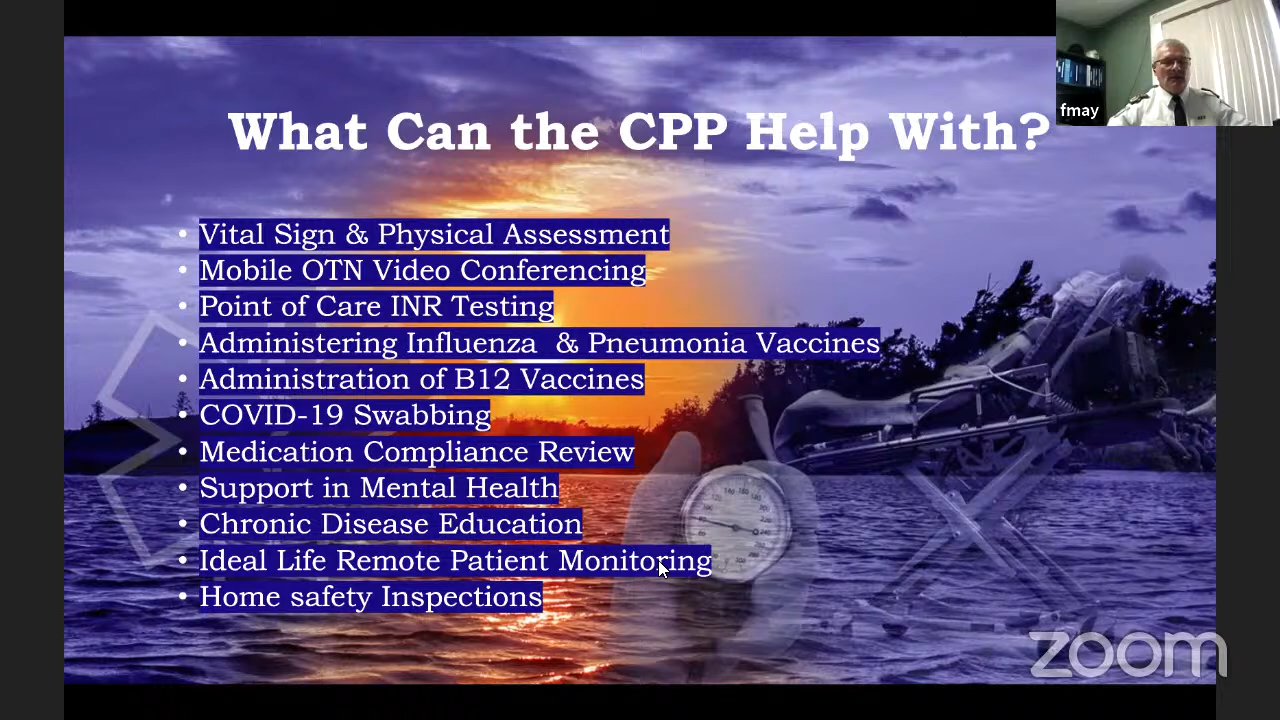 fmay
What Can the CPP Help With?
• Vital Sign & Physical Assessment
• Mobile OTN Video Conferencing
• Point of Care INR Testing
• Administering Influenza  & Pneumonia Vaccines
• Administration of B12 Vaccines
• COVID-19 Swabbing
• Medication Compliance Review
• Support in Mental Health
• Chronic Disease Education
• Ideal Life Remote Patient Monitoring
• Home safety Inspections
zoom